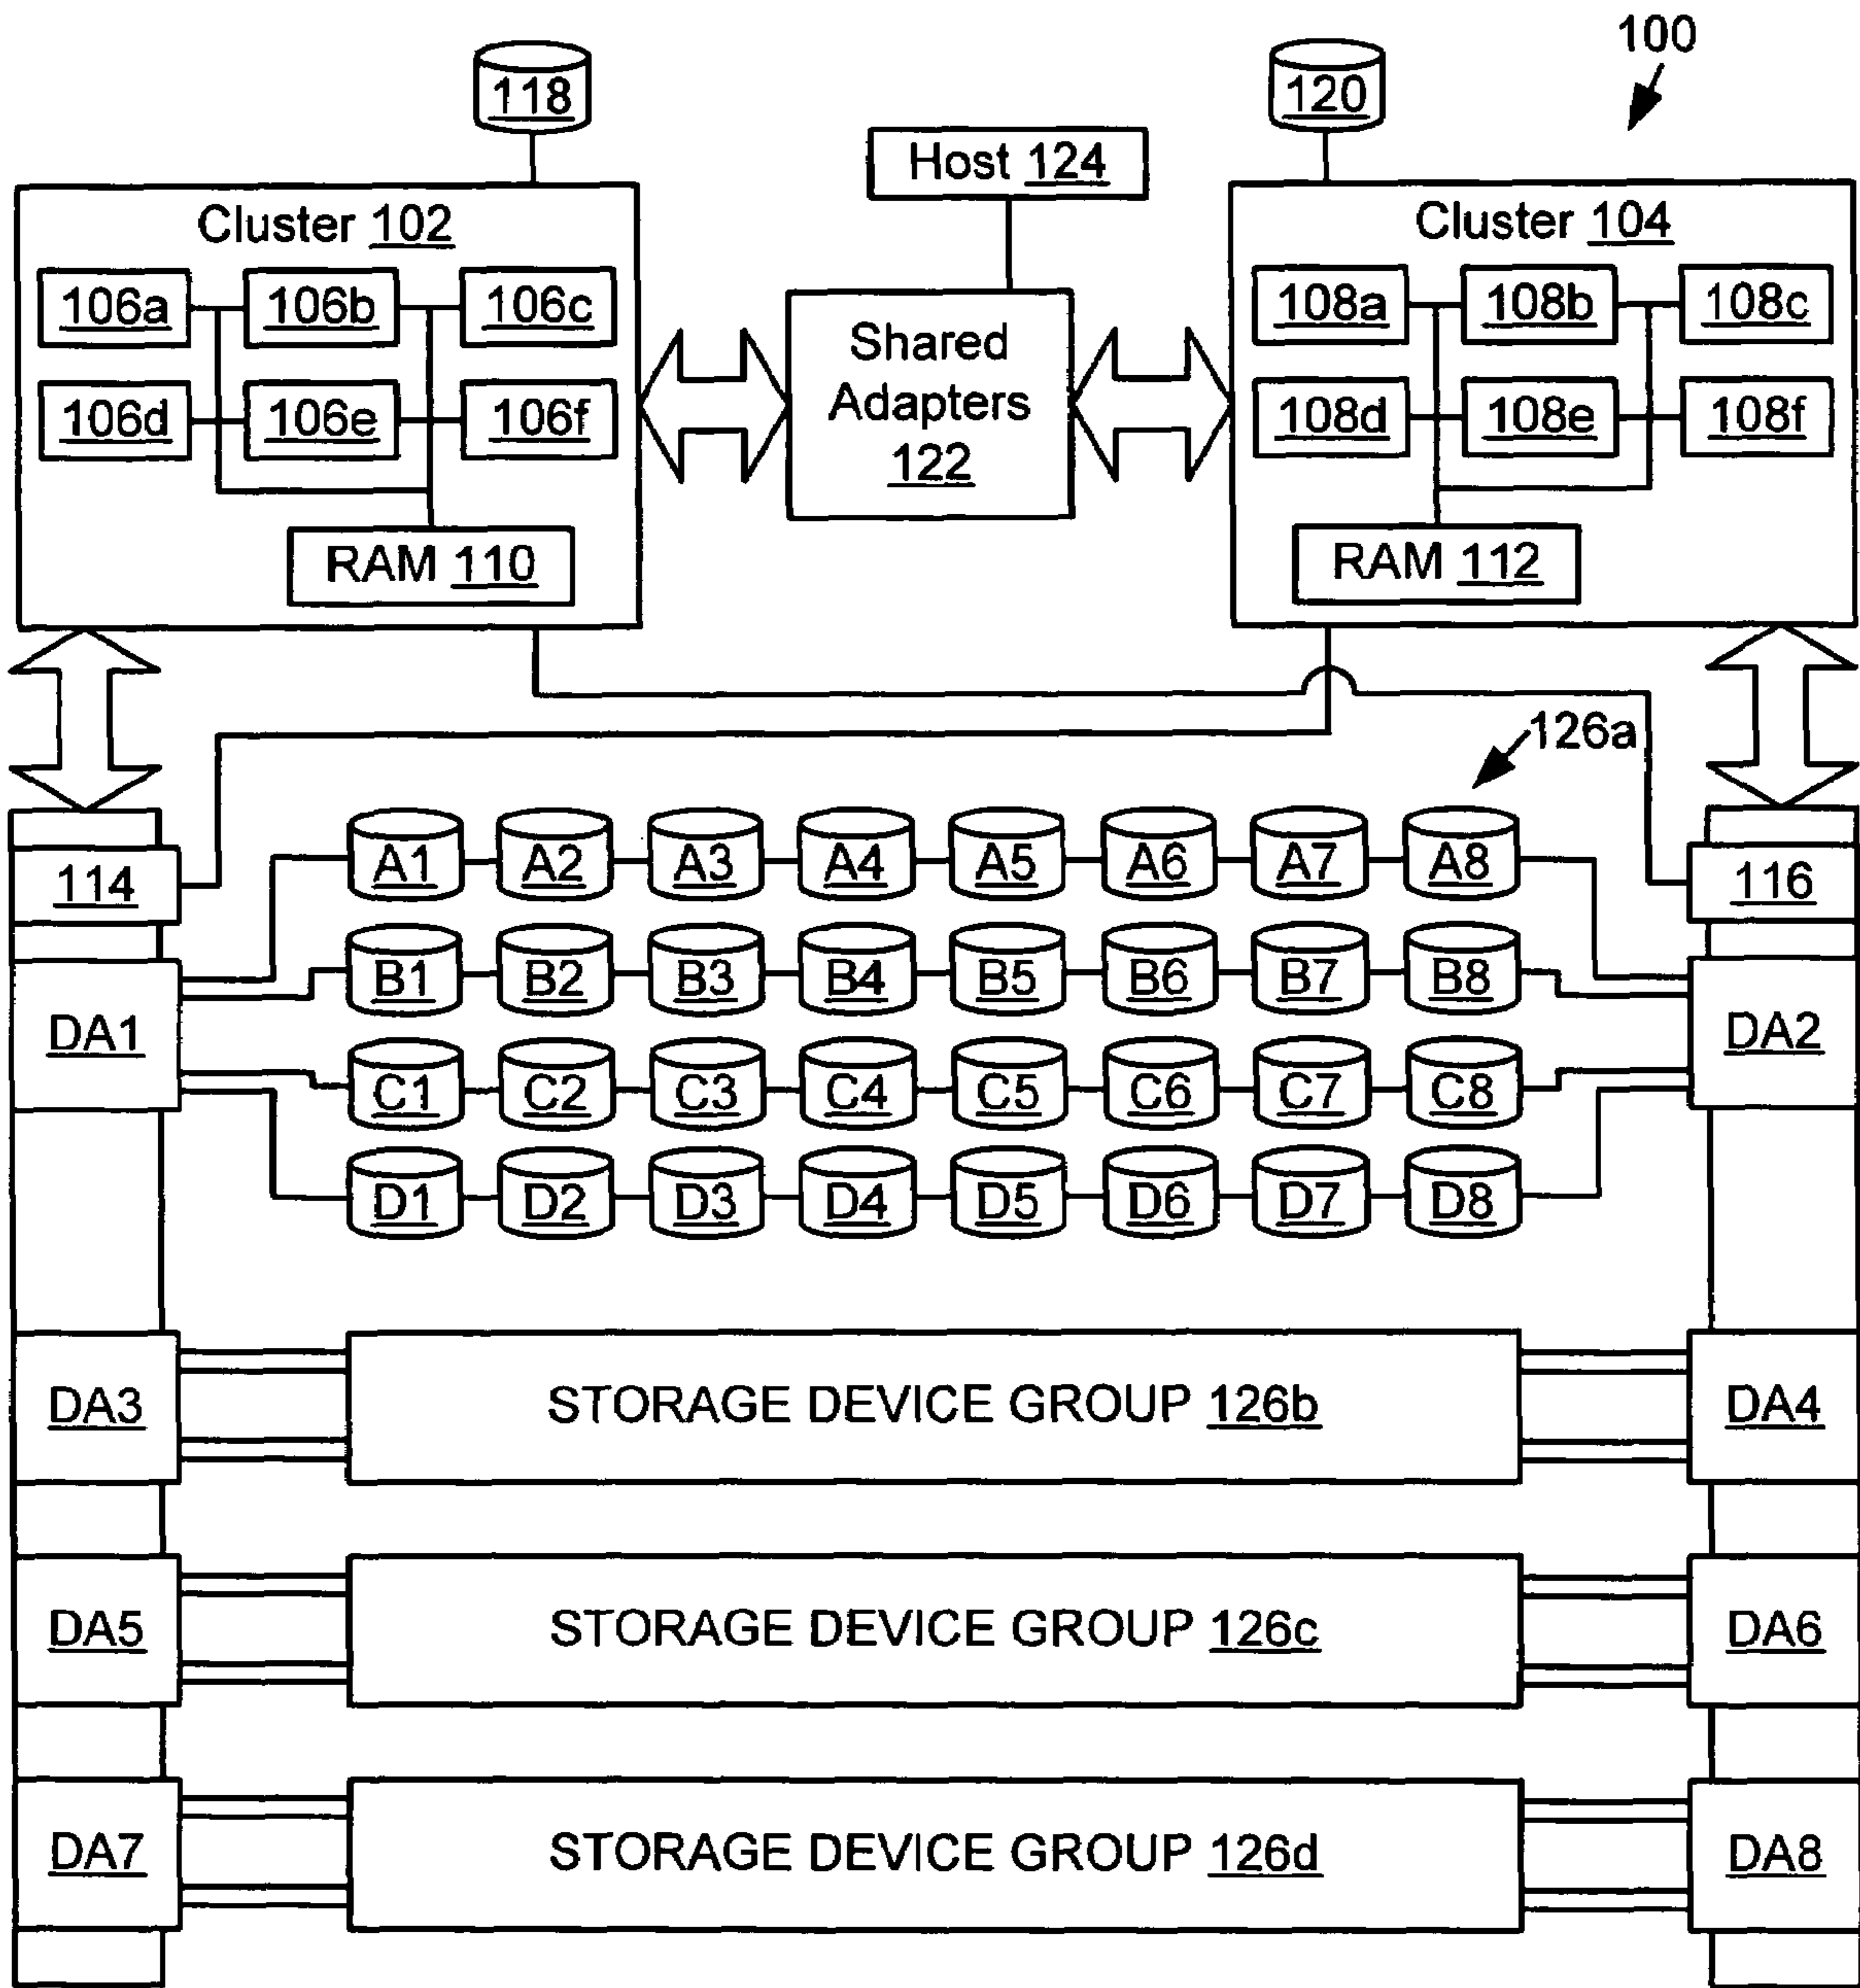 100
118
120
Host 124
Cluster 102
Cluster 104
106a 106b 106c
108a 108b 108c
Shared
Adapters
122
106d 106e 106f
108d 108e 108f
RAM 110
RAM 112
126a
A1 A2 A3 A4 A5 A6 A7 A8
114
116
B1 B2 B3 B4 B5 B6 B7 B8
DA1
DA2
C1 C2 C3 C4 C5 C6 C7 C8
D1 D2 D3 D4 D5 D6 D7 D8
DA3
STORAGE DEVICE GROUP 126b
DA4
DA5
STORAGE DEVICE GROUP 126c
DA6
DA7
STORAGE DEVICE GROUP 126d
DA8